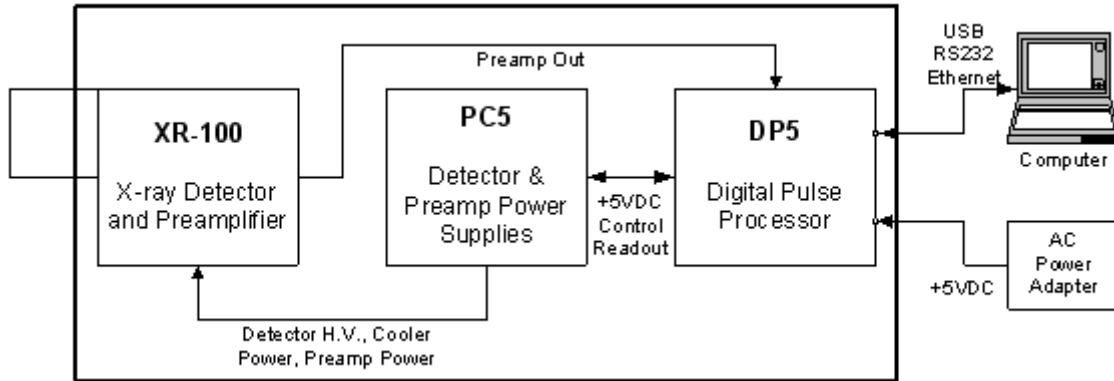 XR-100
X-ray Detector
and Preamplifier
Preamp Out
PC5
Detector &
Preamp Power
Supplies
+5VDC
Control
Readout
DP5
Digital Pulse
Processor
USB
RS232
Ethernet
Computer
AC
Power
Adapter
+5VDC
Detector H.V., Cooler
Power, Preamp Power